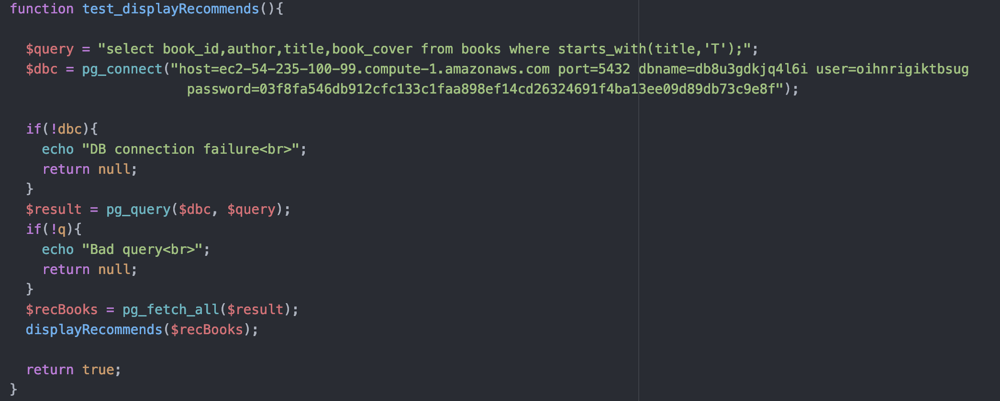 function test_displayRecommends(){
$query = "select book_id,author,title,book_cover from books where starts_with(title,'T');";
$dbc = pg_connect("host=ec2-54-235-100-99.compute-1.amazonaws.com port=5432 dbname=db8u3gdkjq4l6i user=oihnrigiktbsug
password=03f8fa546db912cfc133c1faa898ef14cd26324691f4ba13ee09d89db73c9e8f");
if(!dbc){
echo "DB connection failure<br>";
return null;
}
$result = pg_query($dbc, $query);
if(!q){
echo "Bad query<br>";
return null;
}
$recBooks = pg_fetch_all($result);
displayRecommends($recBooks);
return true;
}